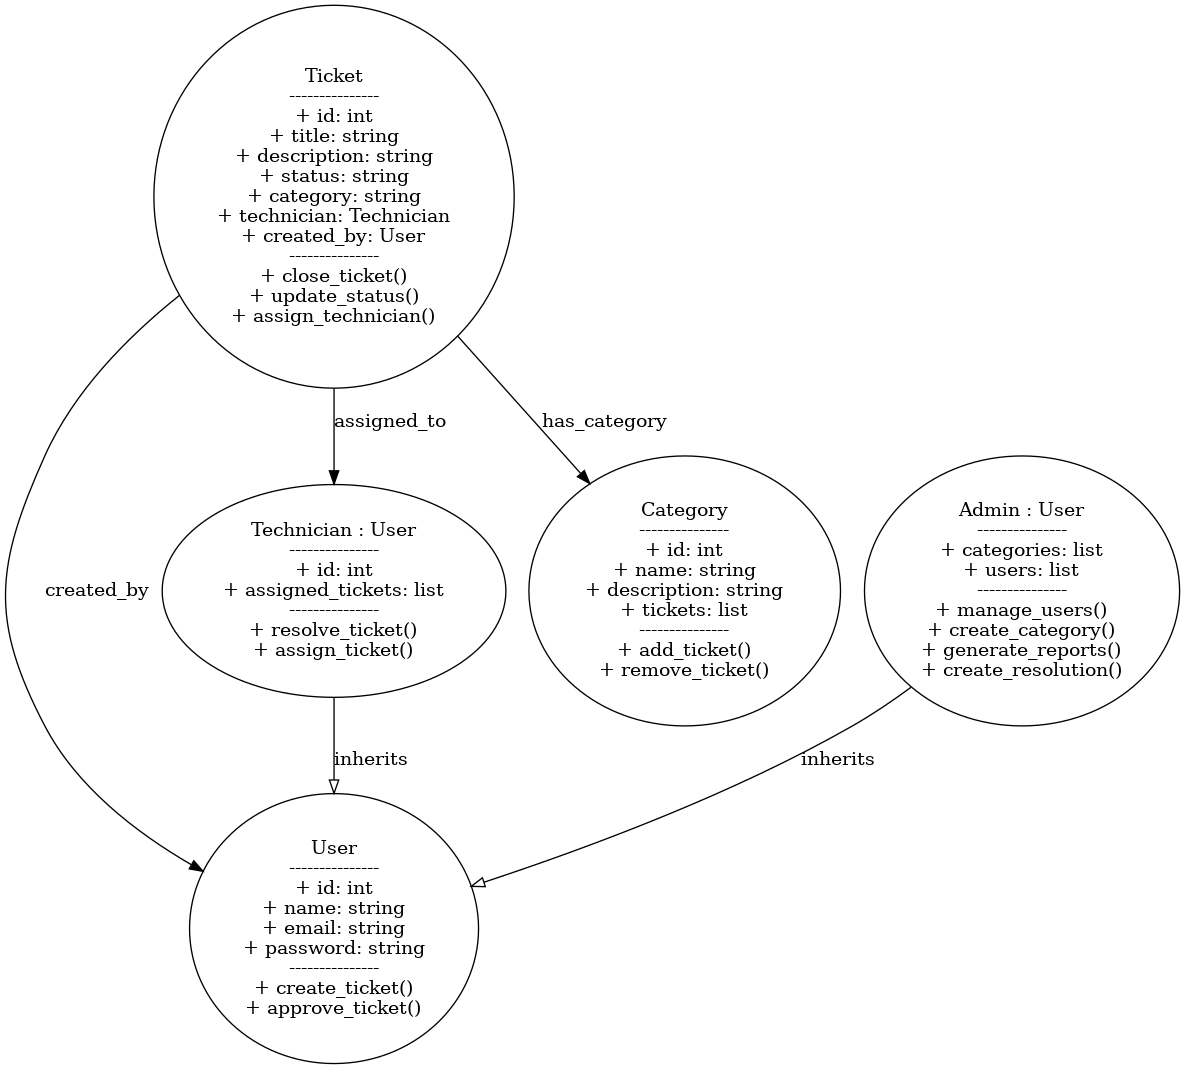 Ticket
---------------
+ id: int
+ title: string
+ description: string
+ status: string
+ category: string
+ technician: Technician
+ created_by: User
---------------
+ close_ticket()
+ update_status()
+ assign_technician()
assigned_to
has_category
created_by
Technician : User
---------------
+ id: int
+ assigned_tickets: list
---------------
+ resolve_ticket()
+ assign_ticket()
Category
---------------
+ id: int
+ name: string
+ description: string
+ tickets: list
---------------
+ add_ticket()
+ remove_ticket()
Admin : User
---------------
+ categories: list
+ users: list
---------------
+ manage_users()
+ create_category()
+ generate_reports()
+ create_resolution()
inherits
inherits
User
---------------
+ id: int
+ name: string
+ email: string
+ password: string
---------------
+ create_ticket()
+ approve_ticket()